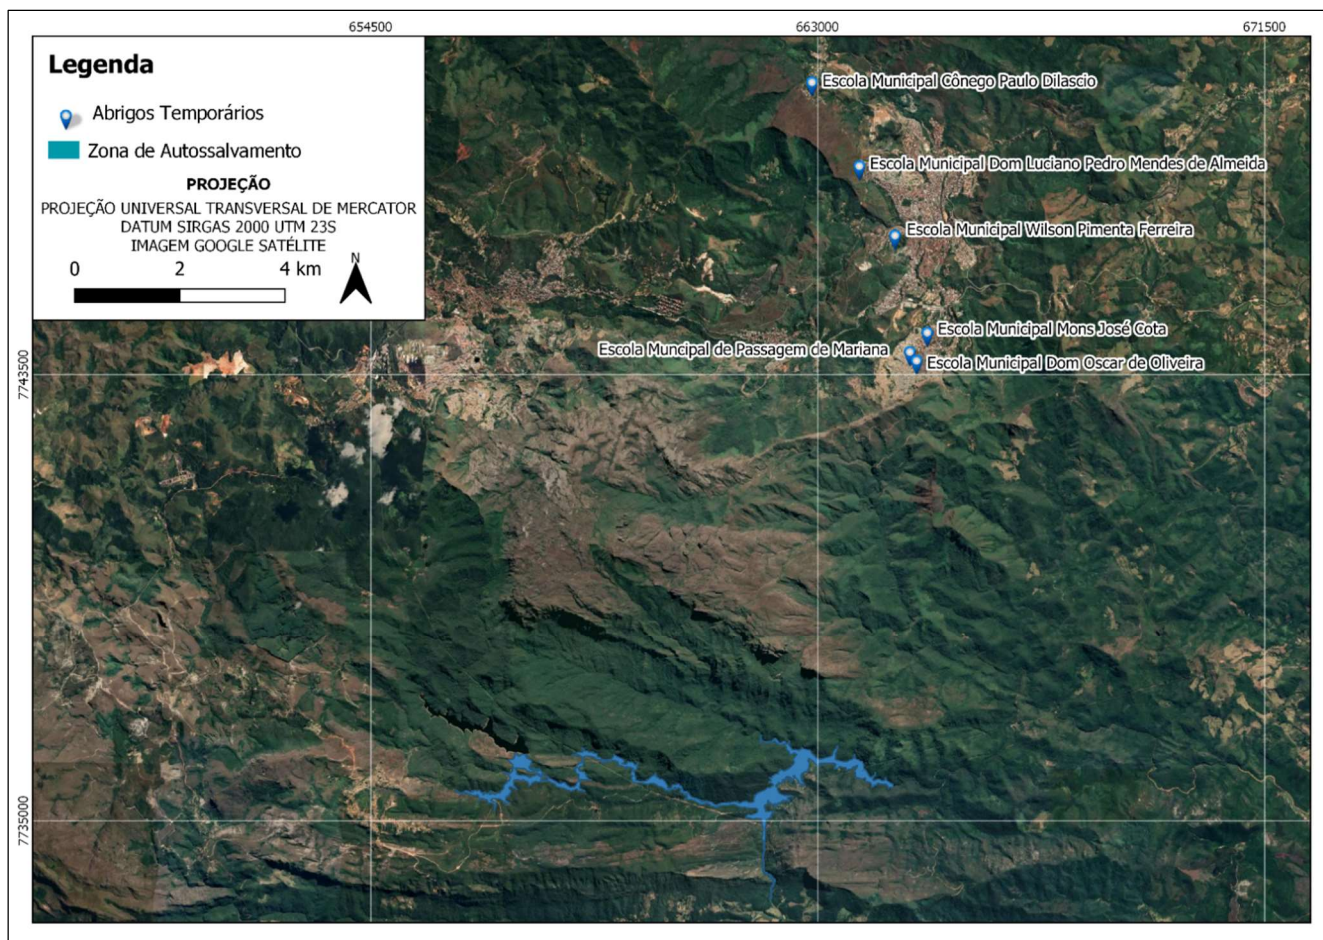 654500
663000
671500
Legenda
Abrigos Temporários
Zona de Autossalvamento
PROJEÇÃO
PROJEÇÃO UNIVERSAL TRANSVERSAL DE MERCATOR
DATUM SIRGAS 2000 UTM 23S
IMAGEM GOOGLE SATÉLITE
0 2 4 km
N
Escola Municipal Cônego Paulo Dilascio
Escola Municipal Dom Luciano Pedro Mendes de Almeida
Escola Municipal Wilson Pimenta Ferreira
Escola Municipal Mons José Cota
Escola Muncipal de Passagem de Mariana
Escola Municipal Dom Oscar de Oliveira
7743500
7735000